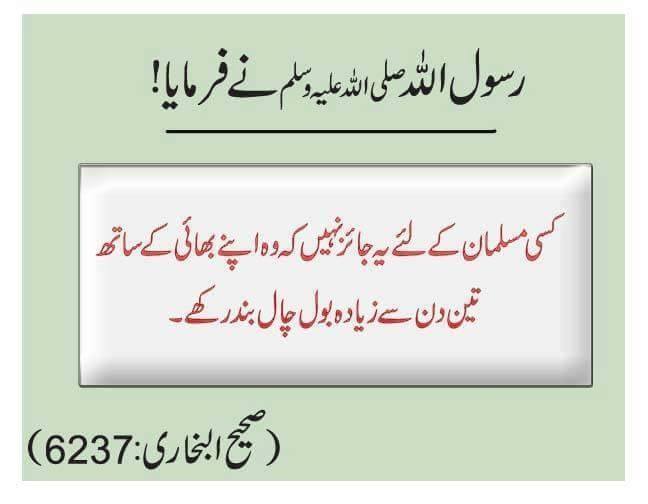 رسول اللہ صلی اللہ علیہ وسلم نے فرمایا!
کسی مسلمان کے لئے یہ جائز نہیں کہ وہ اپنے بھائی کے ساتھ
تین دن سے زیادہ بول چال بند رکھے۔
(صحیح البخاری:6237)